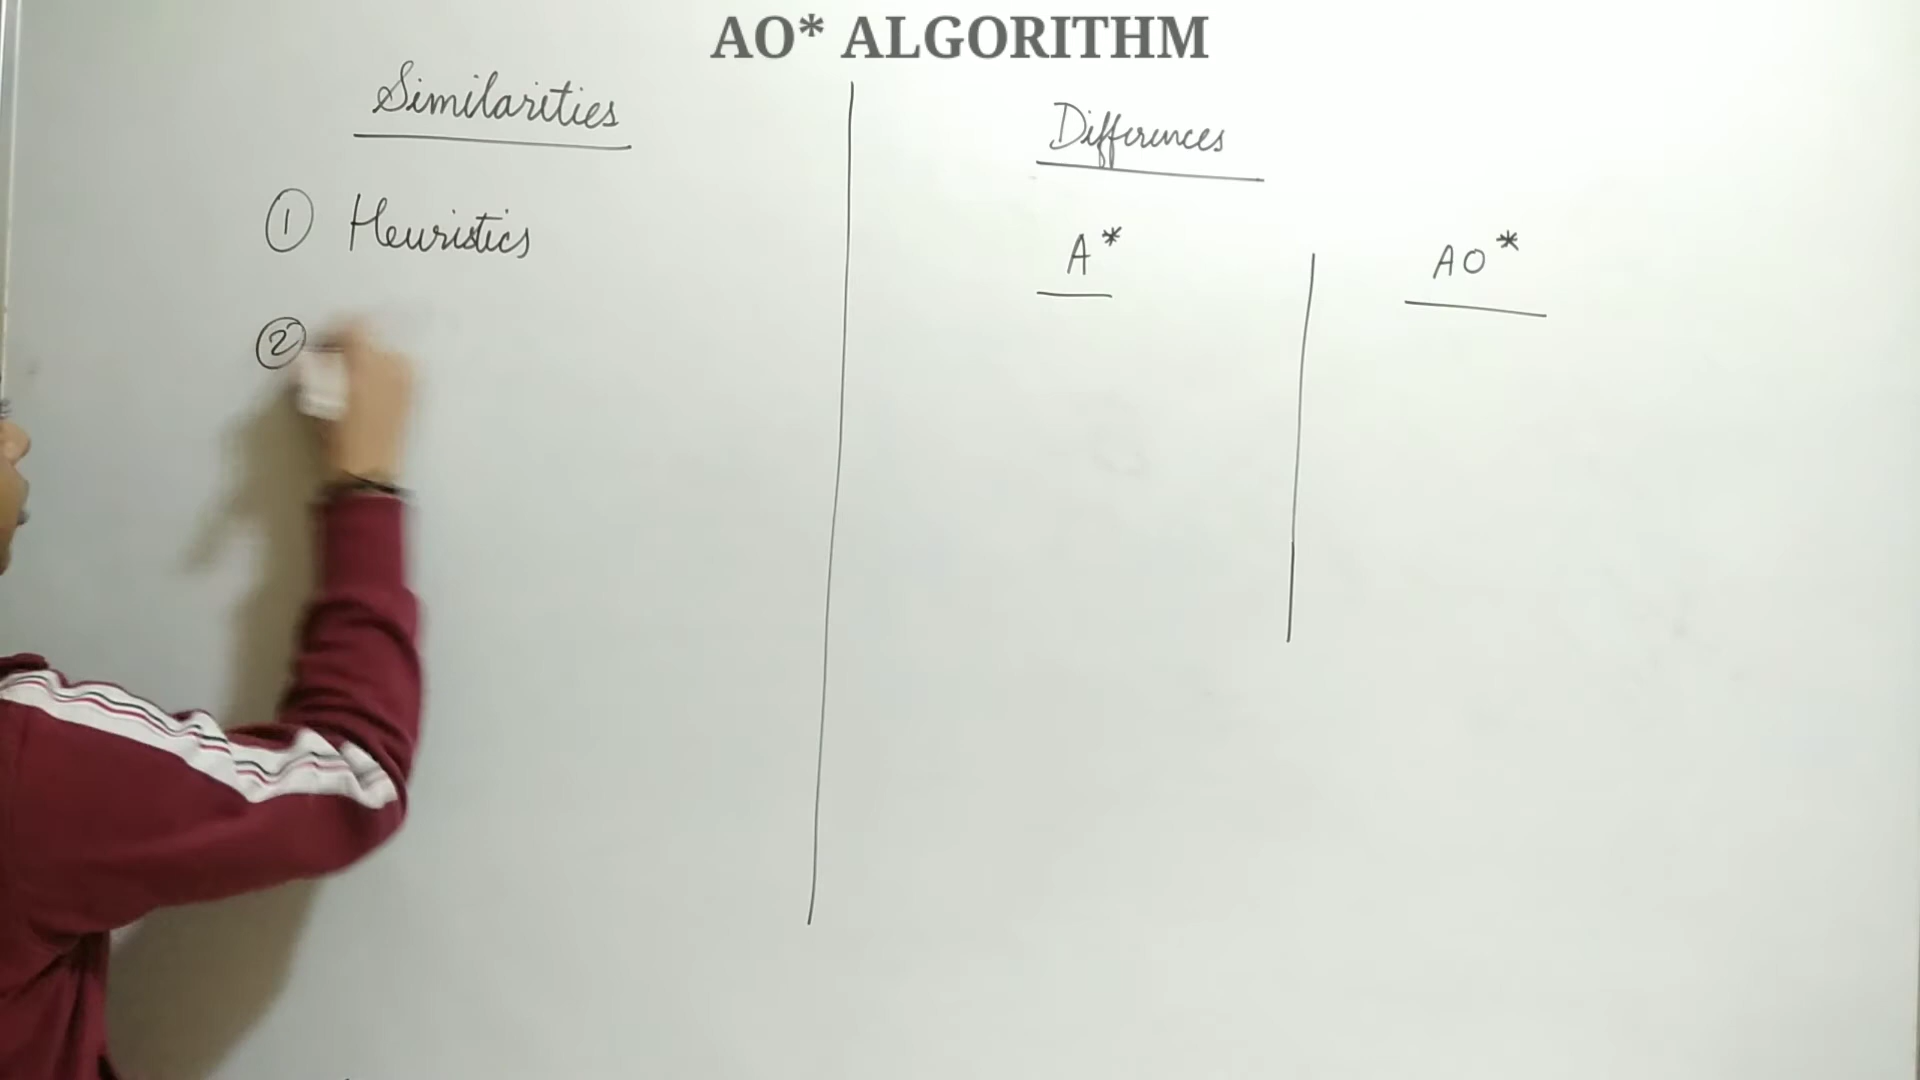 AO* ALGORITHM
Similarities
① Heuristics
②
Differences
A*
AO*